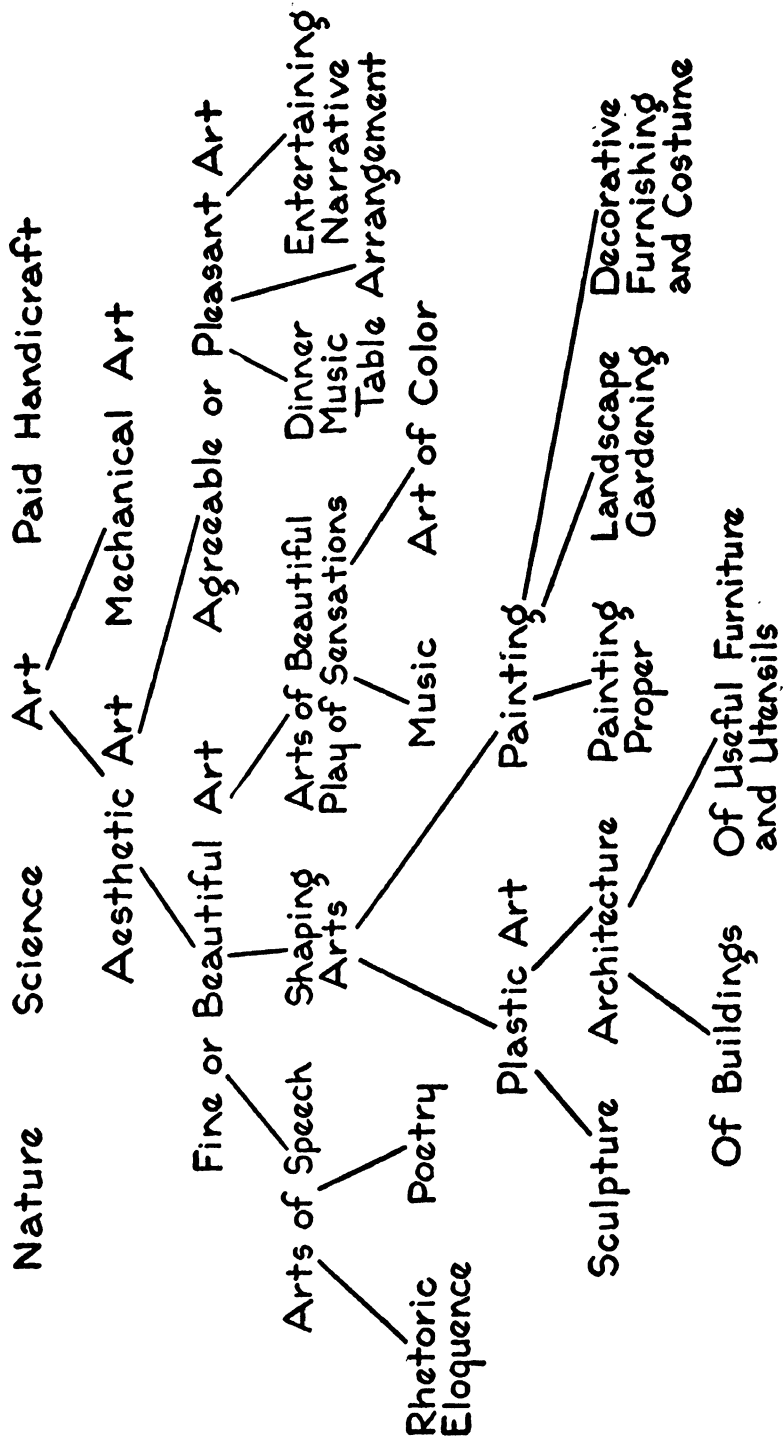 Nature Science Art Paid Handicraft
Aesthetic Art Mechanical Art
Fine or Beautiful Art Agreeable or Pleasant Art
Arts of Speech
Shaping
Arts
Arts of Beautiful
Play of Sensations
Dinner
Music
Entertaining
Narrative
Table Arrangement
Rhetoric
Eloquence
Poetry
Music
Art of Color
Plastic Art
Painting
Sculpture
Architecture
Painting
Proper
Landscape
Gardening
Decorative
Furnishing
and Costume
Of Buildings
Of Useful Furniture
and Utensils